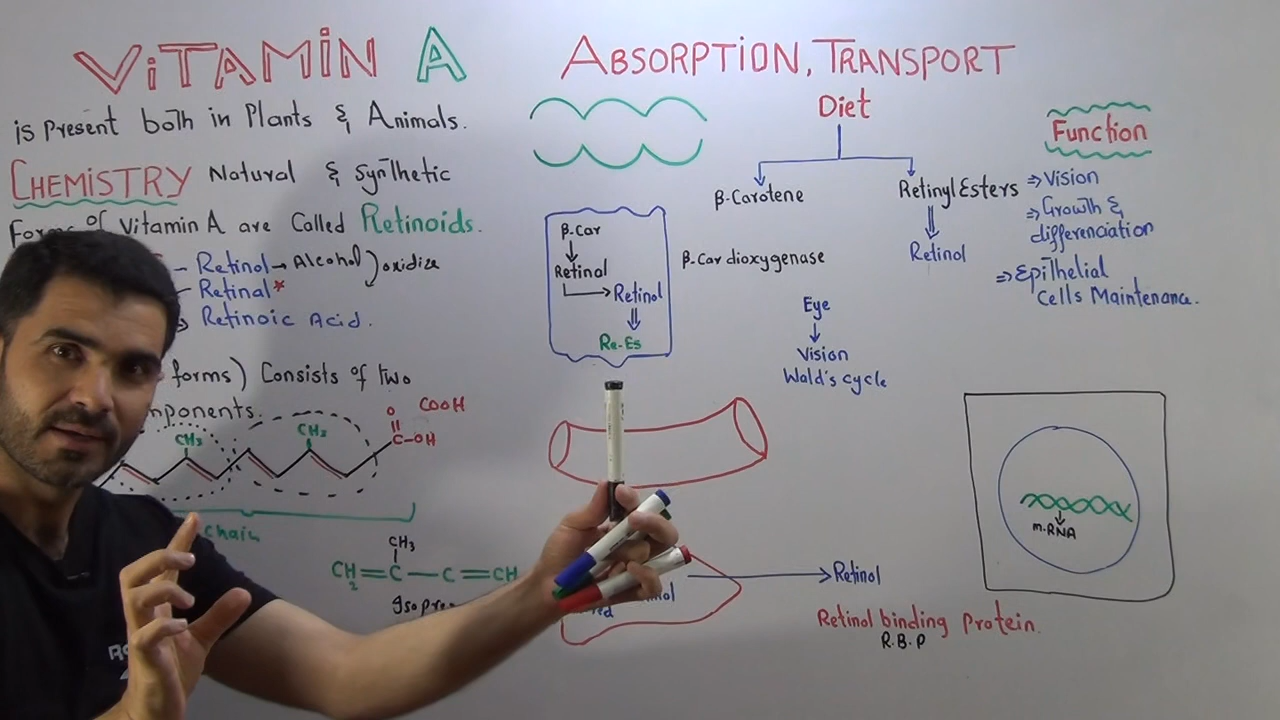 VITAMIN A
is present both in Plants & Animals.
CHEMISTRY Natural & Synthetic
Forms of Vitamin A are Called Retinoids.
– Retinol → Alcohol ) oxidize
– Retinal*
Retinoic Acid.
forms) Consists of Two
mponents.
CH3
CH3
O
||
C–OH
COOH
chain
CH3
CH2=C–C=CH
Isopre
ABSORPTION, TRANSPORT
Diet
β-Carotene
Retinyl Esters
Retinol
β-Car
Retinal
Retinol
Re-Es
β-Car dioxygenase
Eye
Vision
Wald's cycle
Retinol
Retinol binding Protein.
R.B.P
Function
⇒ Vision
⇒ Growth &
differenciation
⇒ Epithelial
Cells Maintenance.
m-RNA